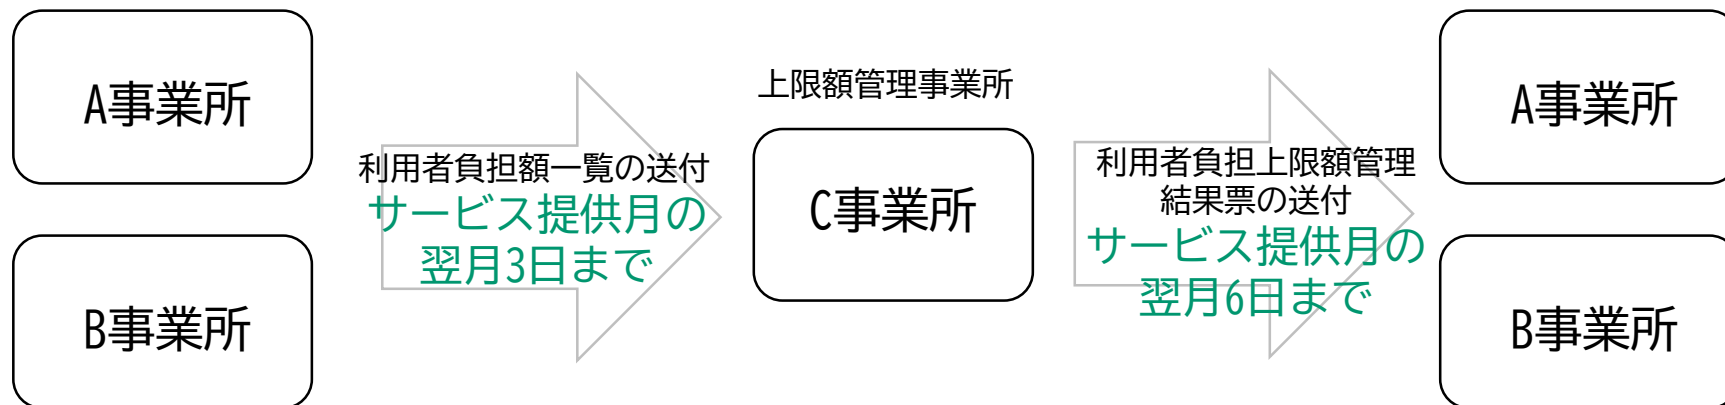 A事業所
B事業所
利用者負担額一覧の送付
サービス提供月の
翌月3日まで
上限額管理事業所
C事業所
利用者負担上限額管理
結果票の送付
サービス提供月の
翌月6日まで
A事業所
B事業所